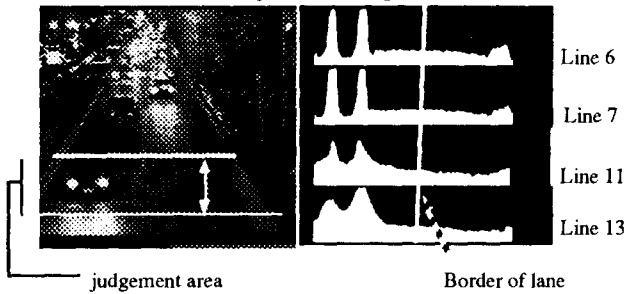 Line 6
Line 7
Line 11
Line 13
judgement area
Border of lane